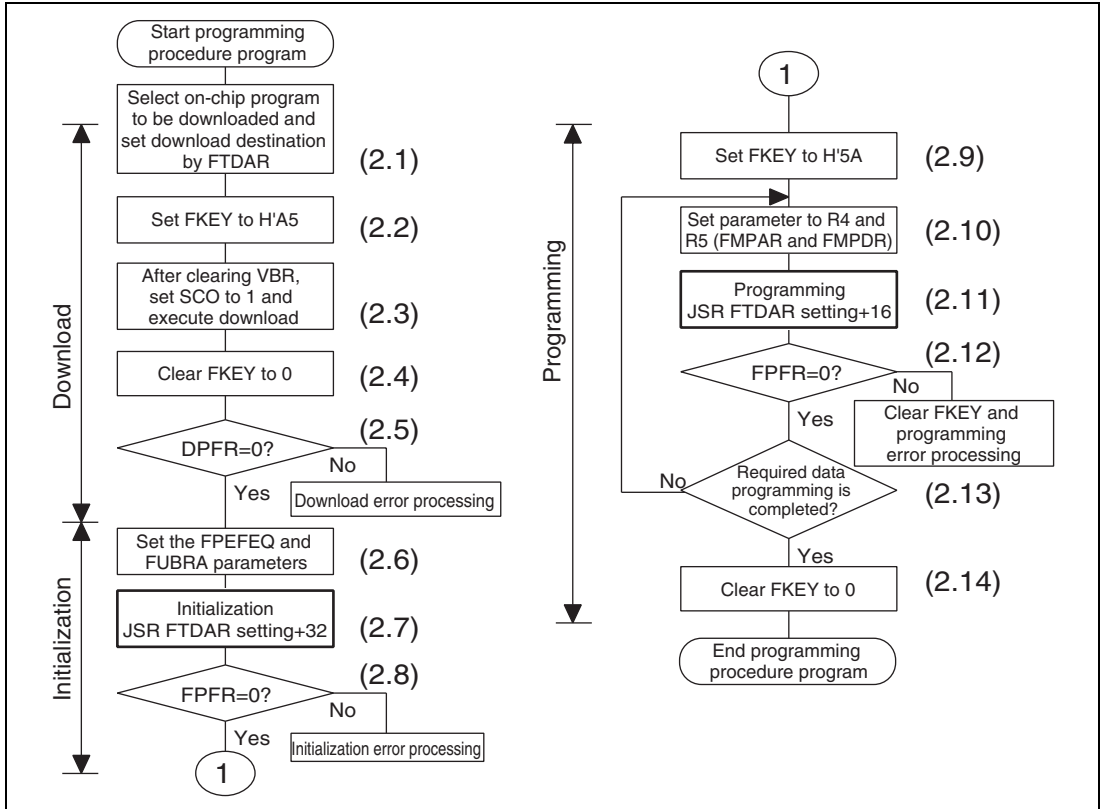 Start programming
procedure program
Select on-chip program
to be downloaded and
set download destination
by FTDAR
(2.1)
Set FKEY to H'A5
(2.2)
After clearing VBR,
set SCO to 1 and
execute download
(2.3)
Clear FKEY to 0
(2.4)
DPFR=0?
(2.5)
No
Yes
Download error processing
Download
Set the FPEFEQ and
FUBRA parameters
(2.6)
Initialization
JSR FTDAR setting+32
(2.7)
FPFR=0?
(2.8)
No
Yes
Initialization error processing
Initialization
1
1
Set FKEY to H'5A
(2.9)
Set parameter to R4 and
R5 (FMPAR and FMPDR)
(2.10)
Programming
JSR FTDAR setting+16
(2.11)
FPFR=0?
(2.12)
No
Yes
Clear FKEY and
programming
error processing
Required data
programming is
completed?
(2.13)
No
Yes
Clear FKEY to 0
(2.14)
Programming
End programming
procedure program